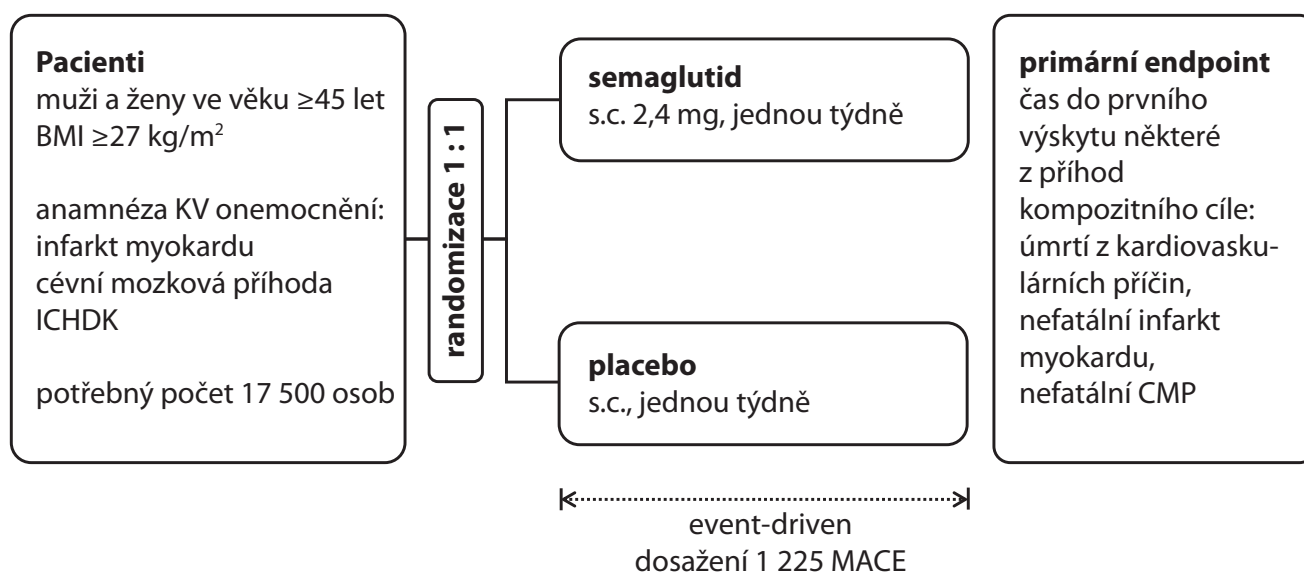 Pacienti
muži a ženy ve věku ≥45 let
BMI ≥27 kg/m²
anamnéza KV onemocnění:
infarkt myokardu
cévní mozková příhoda
ICHDK
potřebný počet 17 500 osob
randomizace 1 : 1
semaglutid
s.c. 2,4 mg, jednou týdně
placebo
s.c., jednou týdně
event-driven
dosažení 1 225 MACE
primární endpoint
čas do prvního
výskytu některé
z příhod
kompozitního cíle:
úmrtí z kardiovasku-
lárních příčin,
nefatální infarkt
myokardu,
nefatální CMP